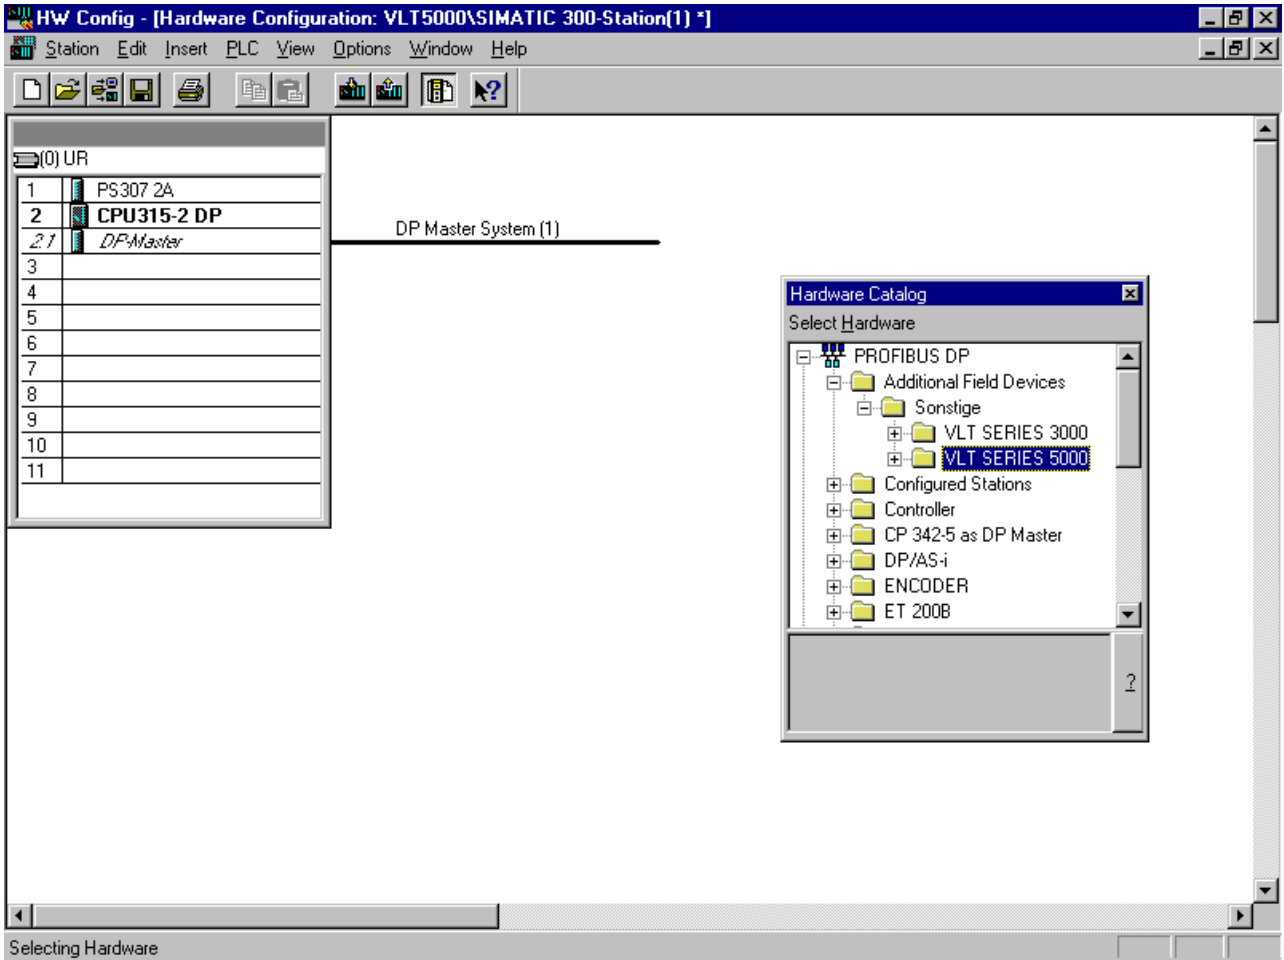 HW Config - [Hardware Configuration: VLT5000\SIMATIC 300-Station(1) *]
Station Edit Insert PLC View Options Window Help
(0) UR
1 PS307 2A
2 CPU315-2 DP
2.1 DP-Master
3
4
5
6
7
8
9
10
11
DP Master System (1)
Hardware Catalog
Select Hardware
PROFIBUS DP
Additional Field Devices
Sonstige
VLT SERIES 3000
VLT SERIES 5000
Configured Stations
Controller
CP 342-5 as DP Master
DP/AS-i
ENCODER
ET 200B
?
Selecting Hardware